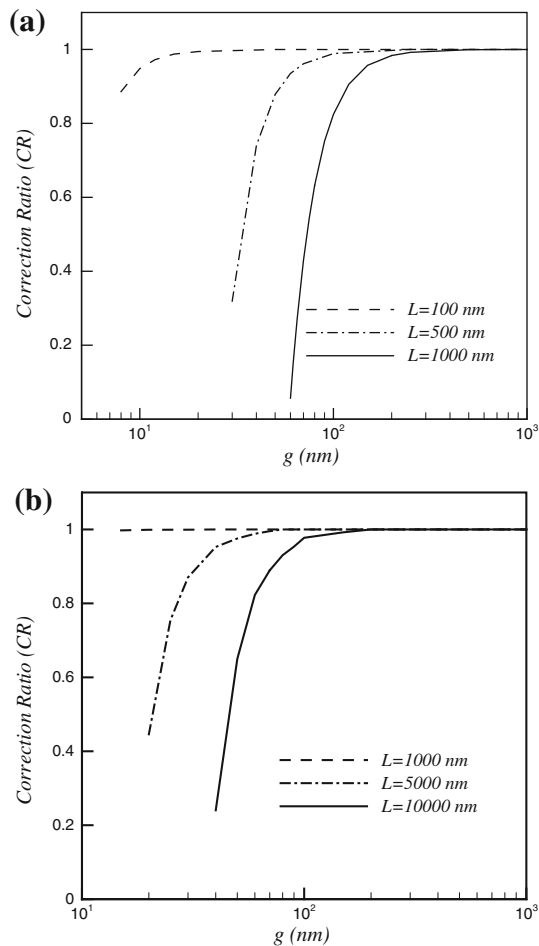 (a)
1
0.8
0.6
0.4
0.2
0
Correction Ratio (CR)
L=100 nm
L=500 nm
L=1000 nm
10¹
10²
10³
g (nm)
(b)
1
0.8
0.6
0.4
0.2
0
Correction Ratio (CR)
L=1000 nm
L=5000 nm
L=10000 nm
10¹
10²
10³
g (nm)